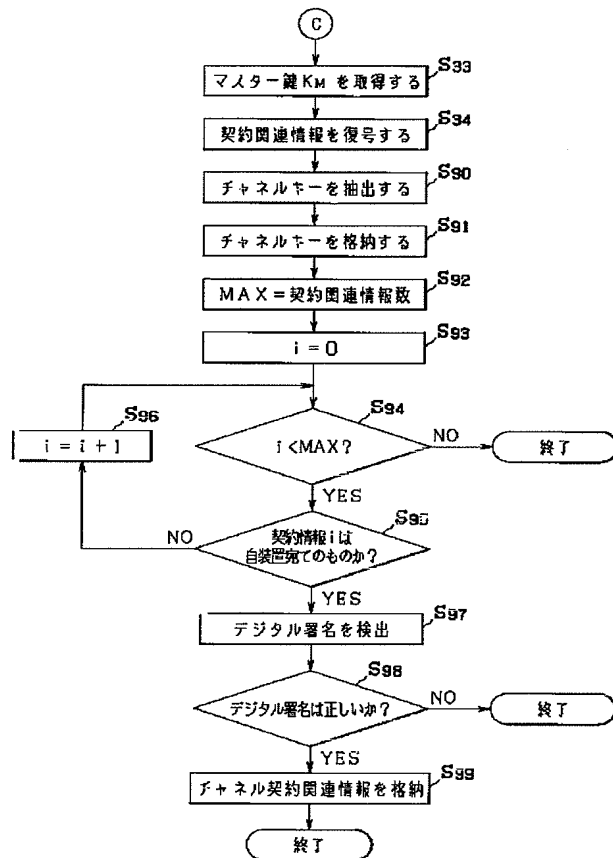 C
S33
マスター鍵KMを取得する
S34
契約関連情報を復号する
S90
チャネルキーを抽出する
S91
チャネルキーを格納する
S92
MAX=契約関連情報数
S93
i=0
S96
i=i+1
S94
i<MAX?
NO
終了
YES
S95
契約情報iは
自装置宛てのものか?
NO
YES
S97
デジタル署名を検出
S98
デジタル署名は正しいか?
NO
終了
YES
S99
チャネル契約関連情報を格納
終了